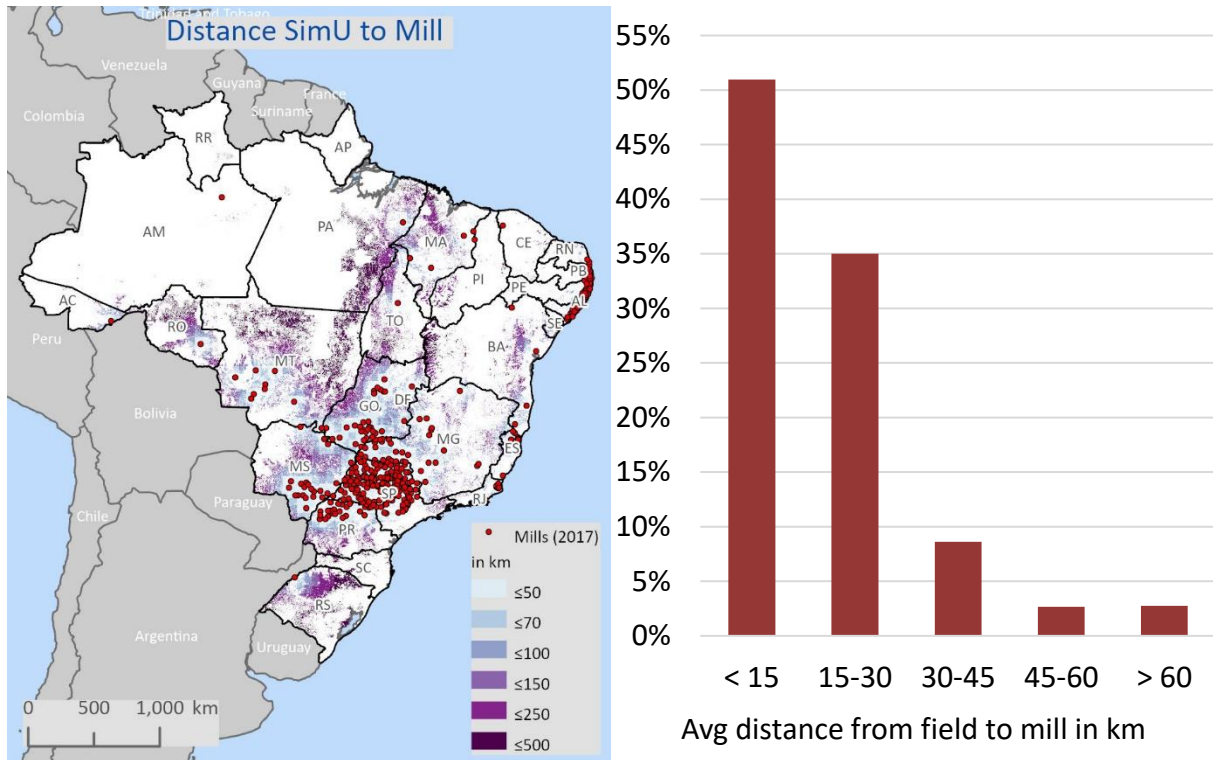 Trinidad and Tobago
Distance SimU to Mill
Venezuela
Guyana
Suriname
France
Colombia
RR
AP
AM
PA
MA
CE
RN
PB
PI
PE
AL
SE
AC
RO
TO
BA
Peru
MT
Bolivia
GO
DF
MG
ES
MS
SP
RJ
Paraguay
Chile
PR
SC
RS
Argentina
Uruguay
Mills (2017)
in km
≤50
≤70
≤100
≤150
≤250
≤500
0 500 1,000 km
55%
50%
45%
40%
35%
30%
25%
20%
15%
10%
5%
0%
< 15 15-30 30-45 45-60 > 60
Avg distance from field to mill in km